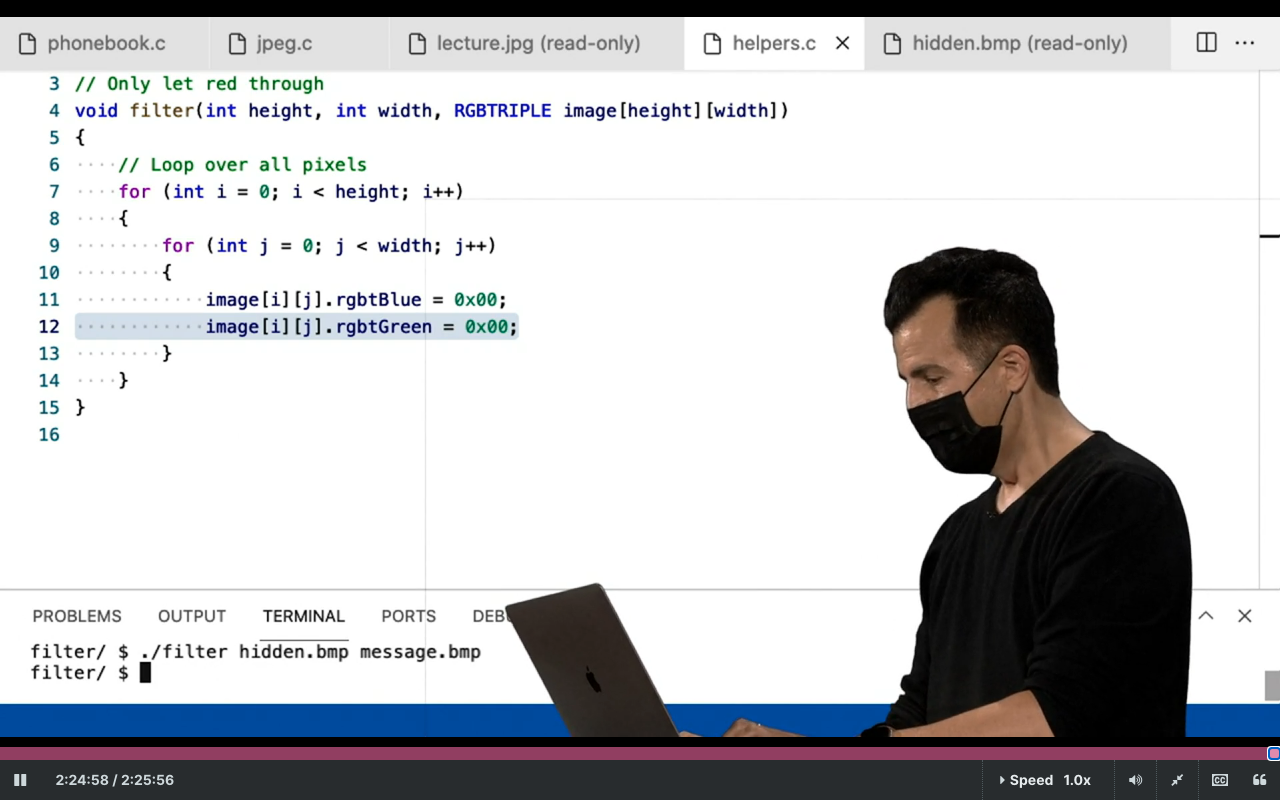 phonebook.c
jpeg.c
lecture.jpg (read-only)
helpers.c
hidden.bmp (read-only)
3 // Only let red through
4 void filter(int height, int width, RGBTRIPLE image[height][width])
5 {
6 ····// Loop over all pixels
7 ····for (int i = 0; i < height; i++)
8 ····{
9 ········for (int j = 0; j < width; j++)
10 ········{
11 ············image[i][j].rgbtBlue = 0x00;
12 ············image[i][j].rgbtGreen = 0x00;
13 ········}
14 ····}
15 }
16
PROBLEMS OUTPUT TERMINAL PORTS DEB
filter/ $ ./filter hidden.bmp message.bmp
filter/ $
2:24:58 / 2:25:56
Speed 1.0x
CC